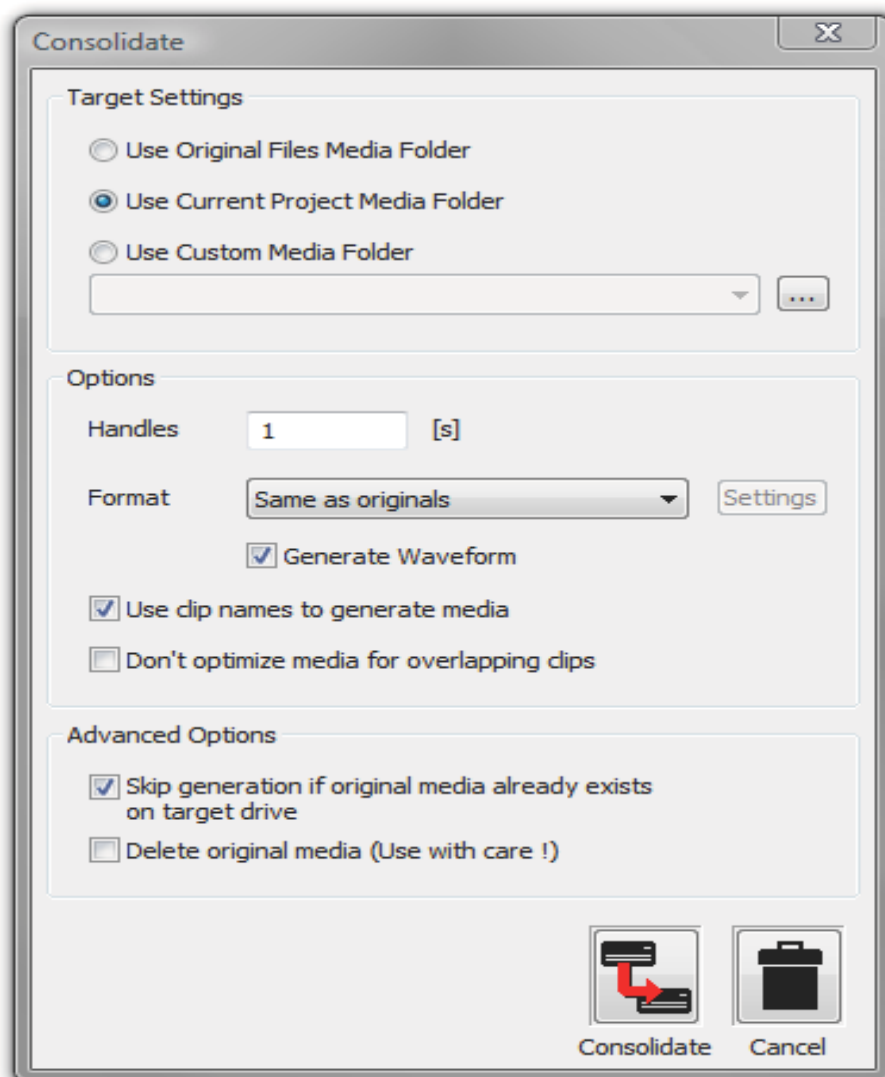 Consolidate
Target Settings
Use Original Files Media Folder
Use Current Project Media Folder
Use Custom Media Folder
...
Options
Handles 1 [s]
Format Same as originals Settings
Generate Waveform
Use clip names to generate media
Don't optimize media for overlapping clips
Advanced Options
Skip generation if original media already exists
on target drive
Delete original media (Use with care !)
Consolidate Cancel